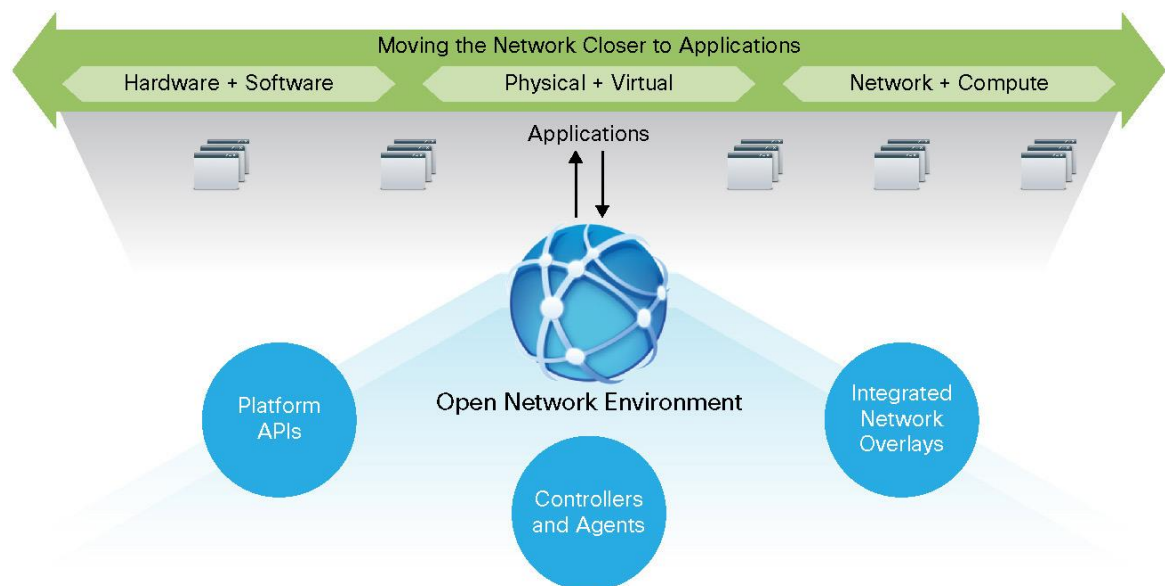 Moving the Network Closer to Applications
Hardware + Software
Physical + Virtual
Network + Compute
Applications
Open Network Environment
Platform
APIs
Controllers
and Agents
Integrated
Network
Overlays